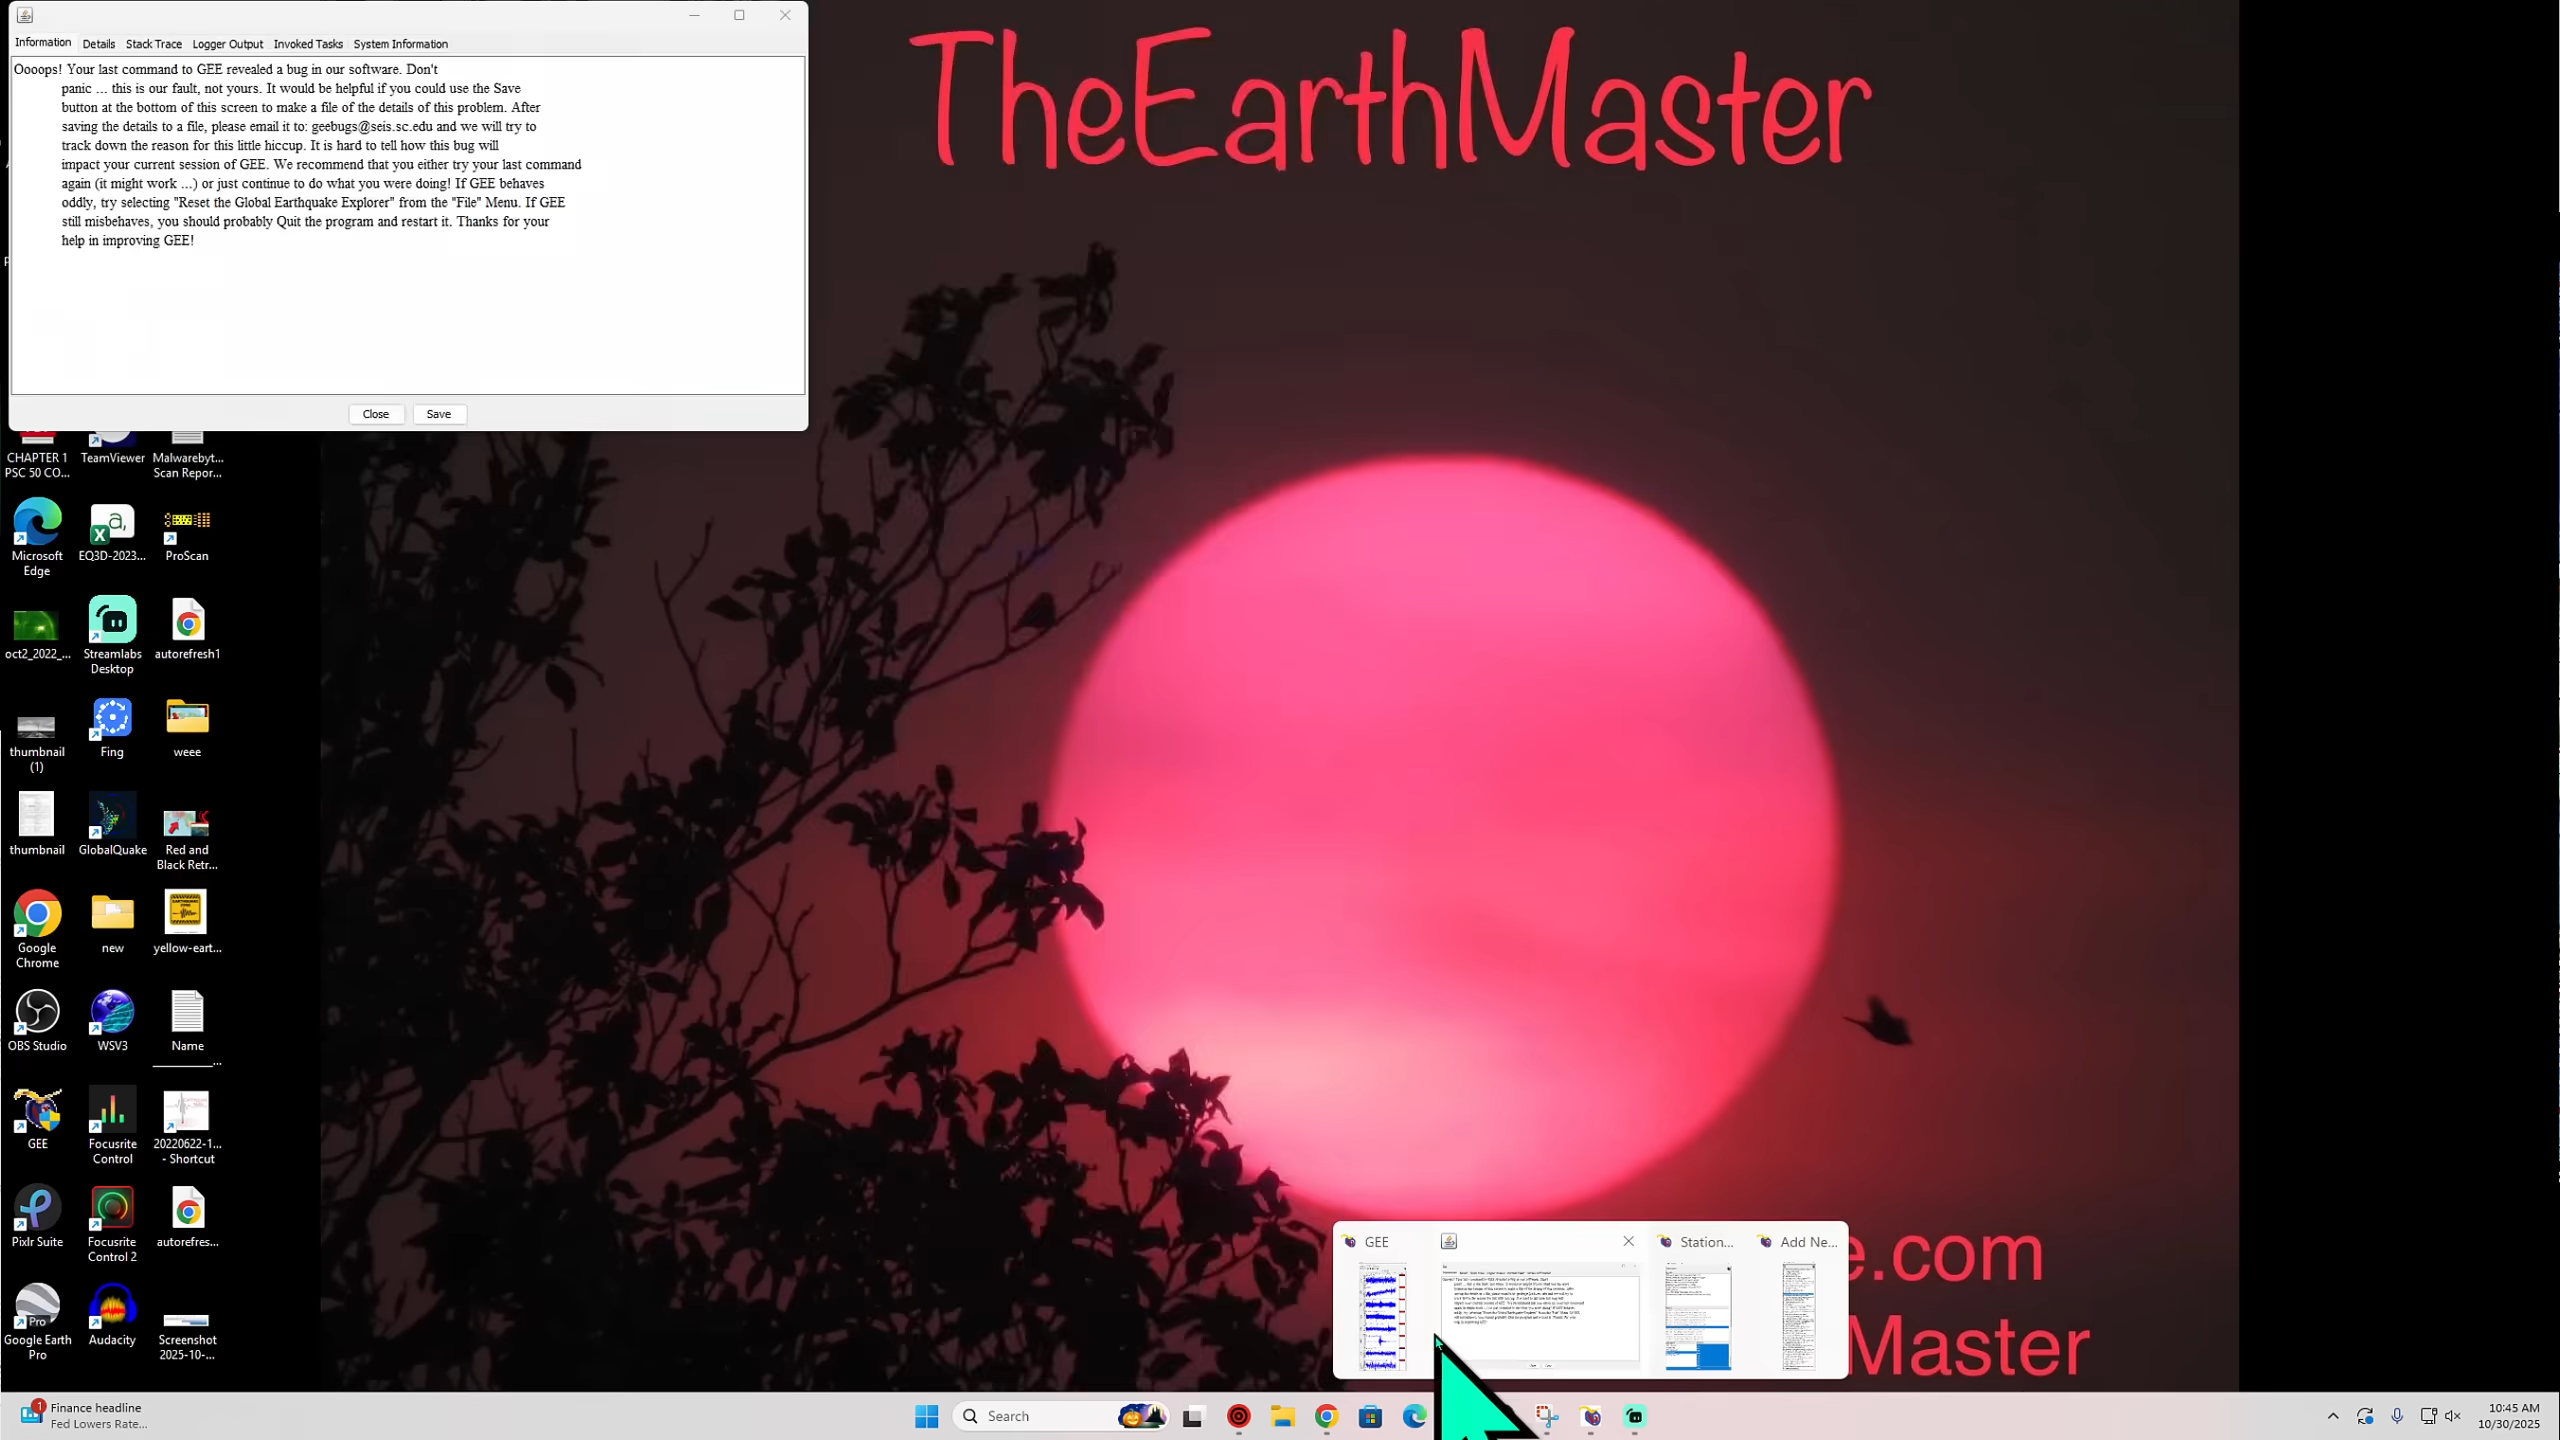 TheEarthMaster
Information Details Stack Trace Logger Output Invoked Tasks System Information
Oooops! Your last command to GEE revealed a bug in our software. Don't
panic ... this is our fault, not yours. It would be helpful if you could use the Save
button at the bottom of this screen to make a file of the details of this problem. After
saving the details to a file, please email it to: geebugs@seis.sc.edu and we will try to
track down the reason for this little hiccup. It is hard to tell how this bug will
impact your current session of GEE. We recommend that you either try your last command
again (it might work ...) or just continue to do what you were doing! If GEE behaves
oddly, try selecting "Reset the Global Earthquake Explorer" from the "File" Menu. If GEE
still misbehaves, you should probably Quit the program and restart it. Thanks for your
help in improving GEE!
Close Save
CHAPTER 1
PSC 50 CO...
TeamViewer
Malwarebyt...
Scan Repor...
Microsoft
Edge
EQ3D-2023...
ProScan
oct2_2022_...
Streamlabs
Desktop
autorefresh1
thumbnail
(1)
Fing
weee
thumbnail
GlobalQuake
Red and
Black Retr...
Google
Chrome
new
yellow-eart...
OBS Studio
WSV3
Name
GEE
Focusrite
Control
20220622-1...
- Shortcut
Pixlr Suite
Focusrite
Control 2
autorefres...
Google Earth
Pro
Audacity
Screenshot
2025-10-...
GEE
Station...
Add Ne...
e.com
Master
1
Finance headline
Fed Lowers Rate...
Search
10:45 AM
10/30/2025